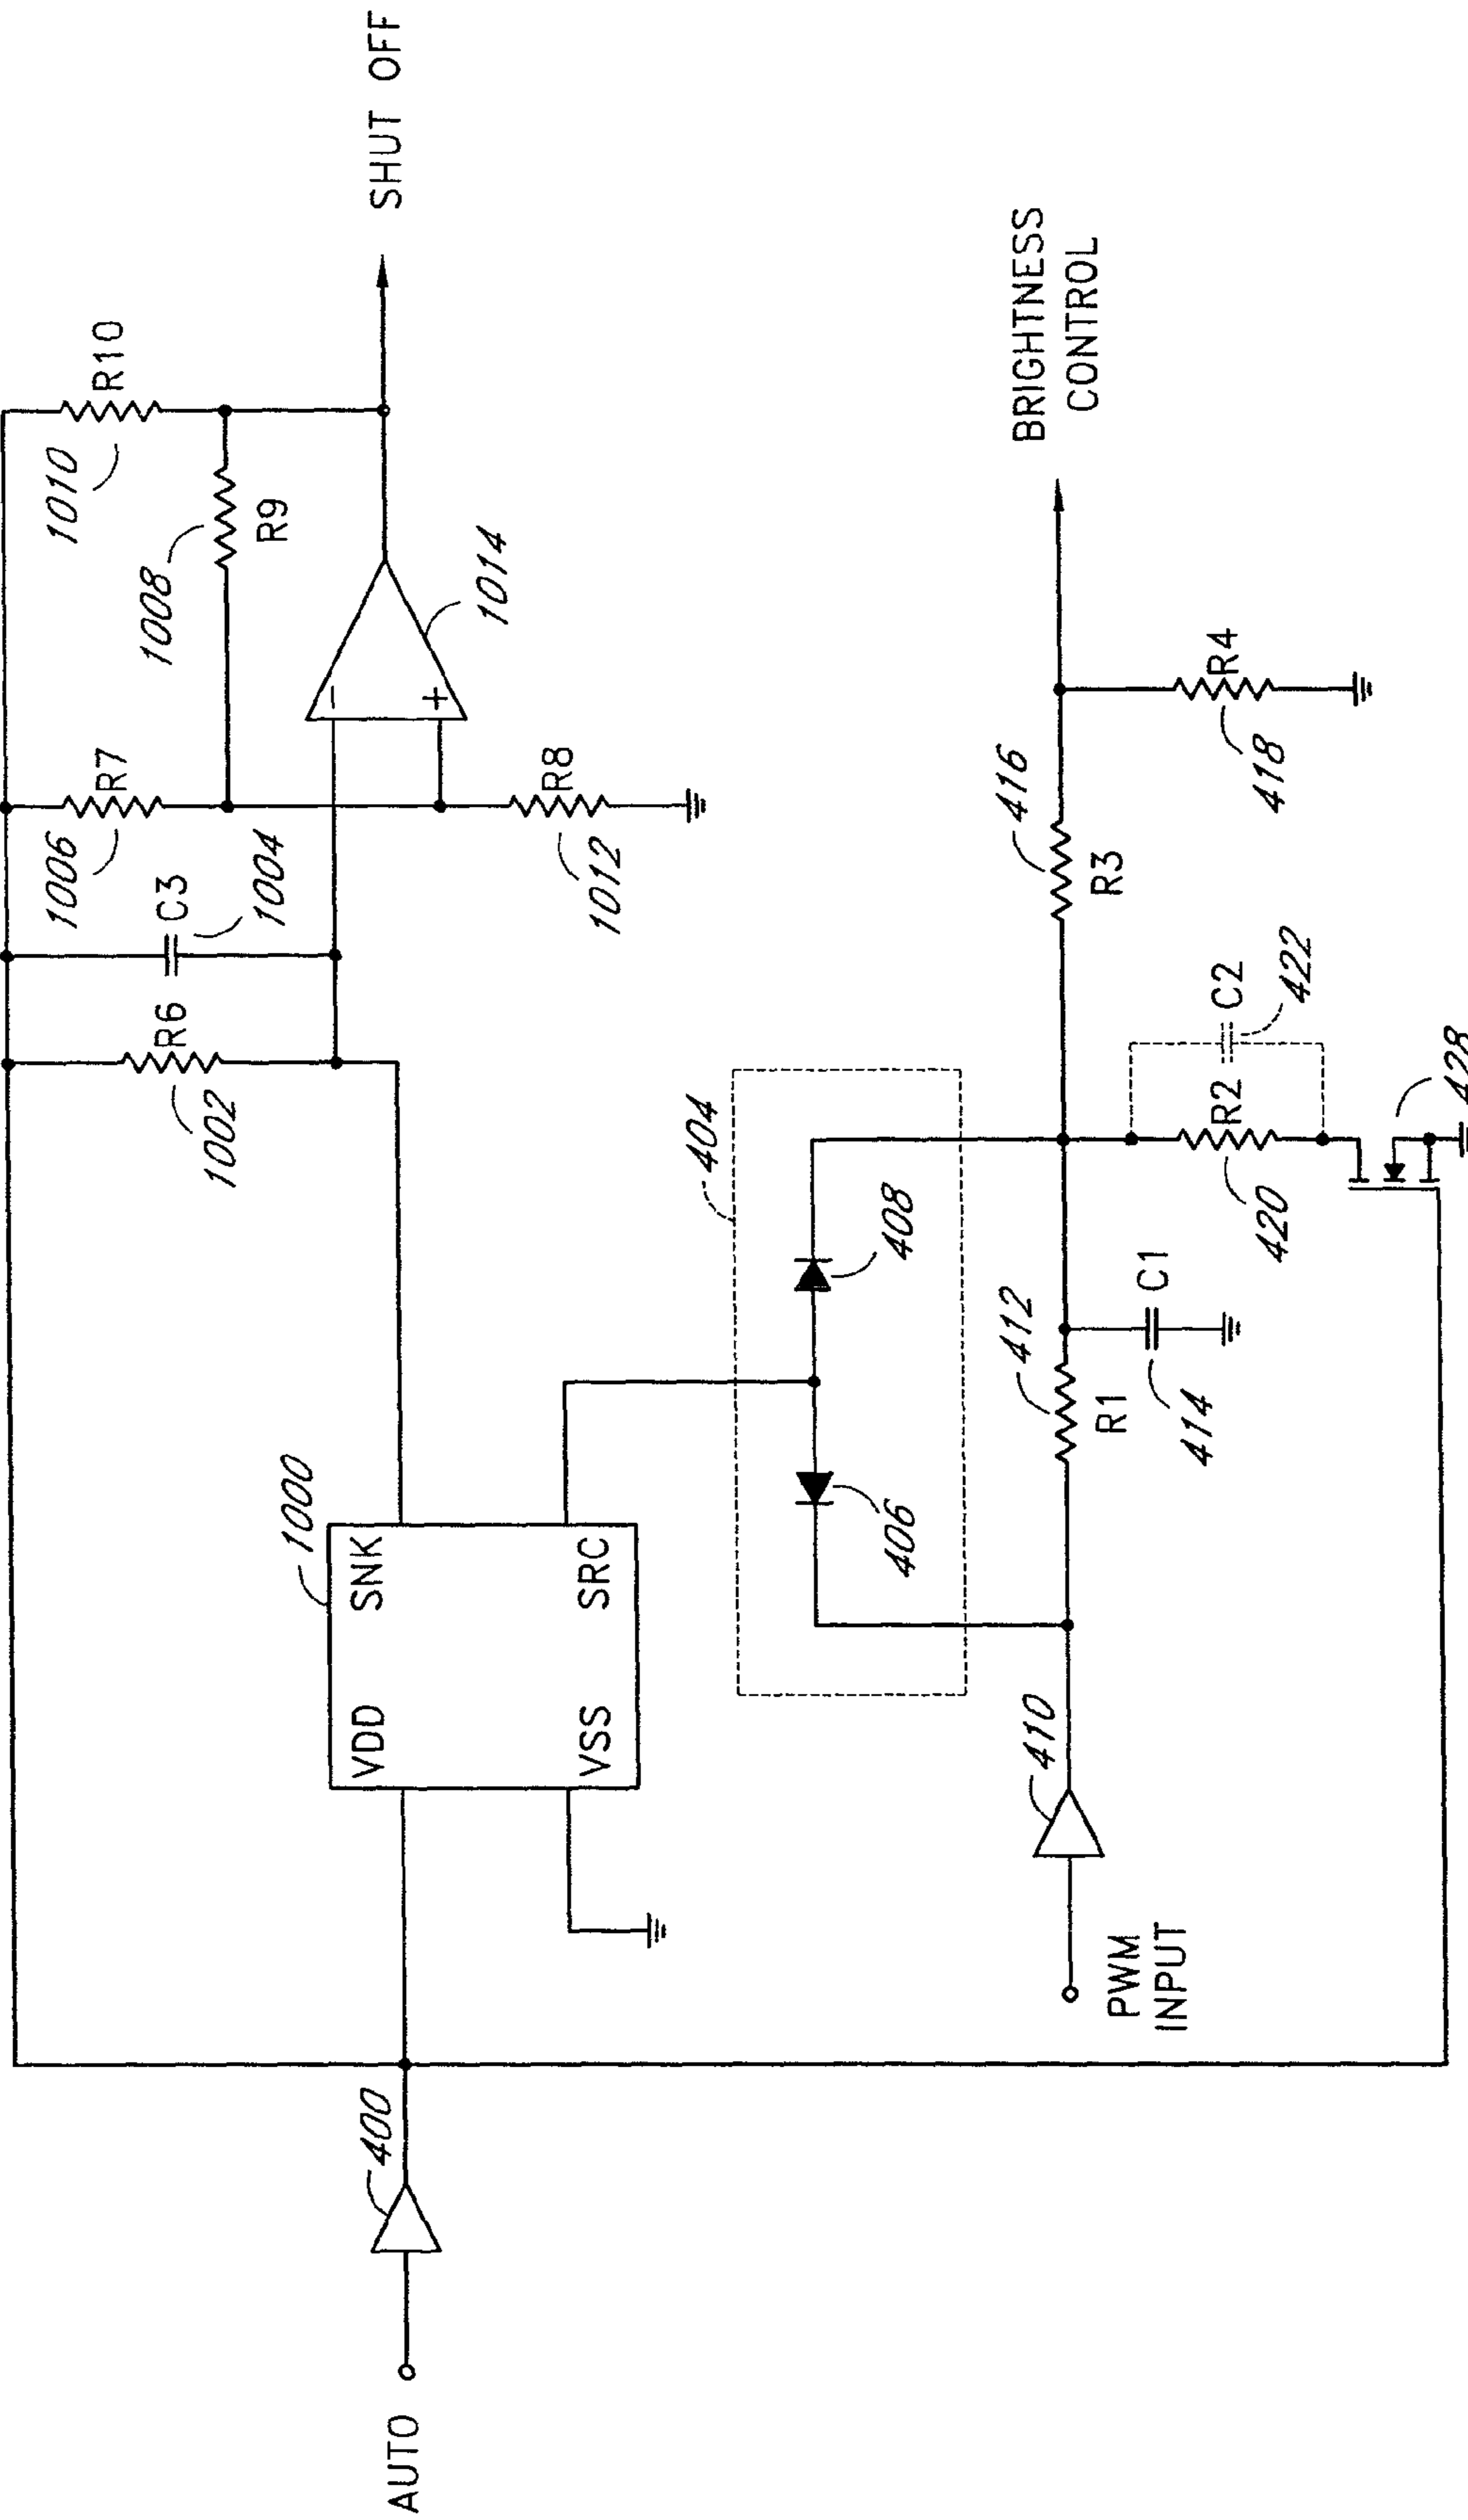 AUTO
400
1000
VDD
SNK
VSS
SRC
R6
1002
C3
1004
R7
1006
1008
R9
R10
1010
1014
−
+
R8
1012
SHUT OFF
404
406
408
PWM
INPUT
410
412
R1
C1
414
R2
420
C2
422
428
416
R3
R4
418
BRIGHTNESS
CONTROL